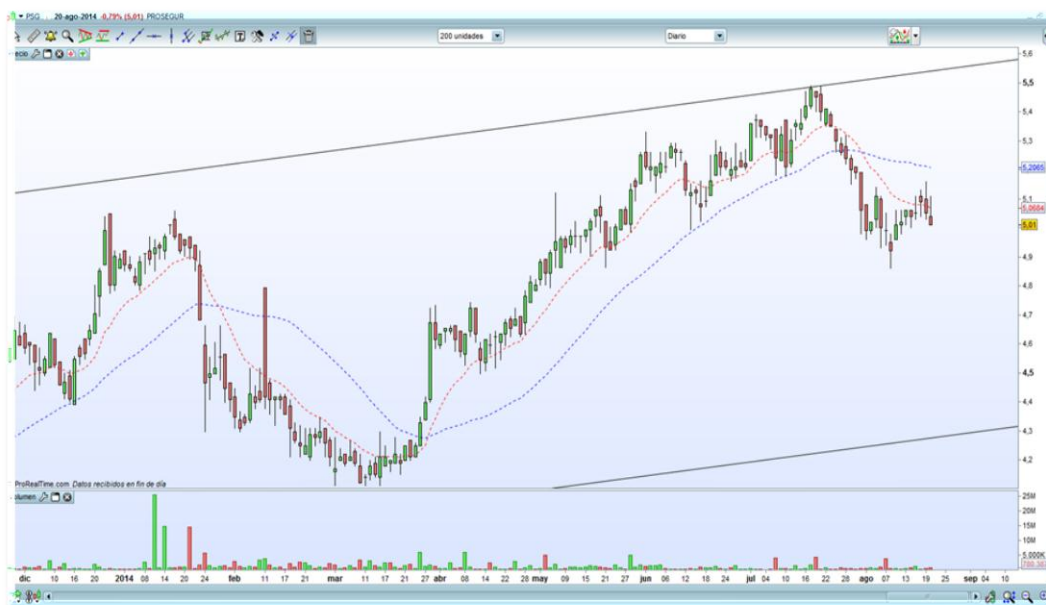 PSG 20-ago-2014 -0,79% (5,01) PROSEGUR
200 unidades Diario
ecio
5,6
5,5
5,4
5,3
5,2065
5,1
5,0684
5,01
4,9
4,8
4,7
4,6
4,5
4,4
4,3
4,2
ProRealTime.com Datos recibidos en fin de día
olumen
25M
20M
15M
10M
5.000K
dic 10 16 20 2014 08 14 20 24 feb 11 17 21 mar 11 17 21 27 abr 08 14 22 28 may 09 15 21 27 jun 06 12 18 24 jul 04 10 16 22 28 ago 07 13 19 25 sep 04 10